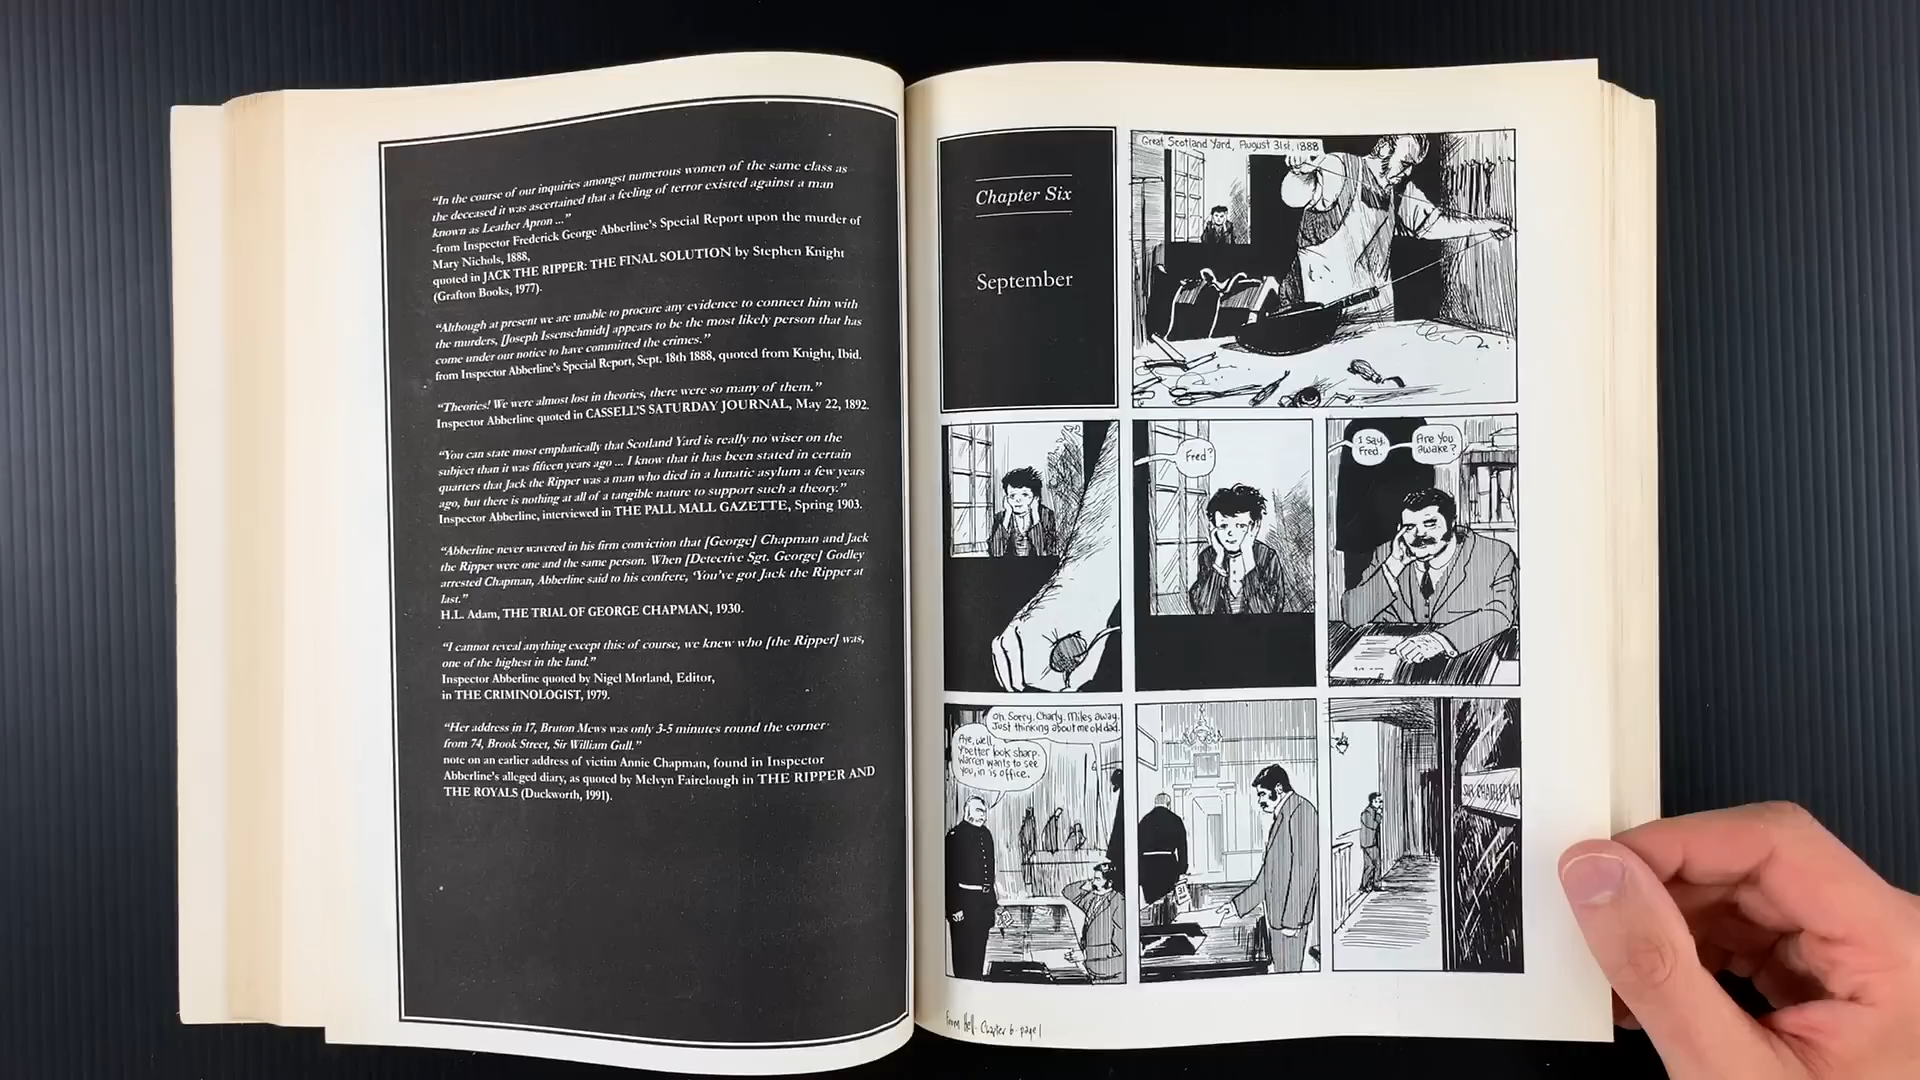 “In the course of our inquiries amongst numerous women of the same class as
the deceased it was ascertained that a feeling of terror existed against a man
known as Leather Apron ...”
-from Inspector Frederick George Abberline’s Special Report upon the murder of
Mary Nichols, 1888,
quoted in JACK THE RIPPER: THE FINAL SOLUTION by Stephen Knight
(Grafton Books, 1977).
“Although at present we are unable to procure any evidence to connect him with
the murders, [Joseph Issenschmidt] appears to be the most likely person that has
come under our notice to have committed the crimes.”
from Inspector Abberline’s Special Report, Sept. 18th 1888, quoted from Knight, Ibid.
“Theories! We were almost lost in theories, there were so many of them.”
Inspector Abberline quoted in CASSELL’S SATURDAY JOURNAL, May 22, 1892.
“You can state most emphatically that Scotland Yard is really no wiser on the
subject than it was fifteen years ago ... I know that it has been stated in certain
quarters that Jack the Ripper was a man who died in a lunatic asylum a few years
ago, but there is nothing at all of a tangible nature to support such a theory.”
Inspector Abberline, interviewed in THE PALL MALL GAZETTE, Spring 1903.
“Abberline never wavered in his firm conviction that [George] Chapman and Jack
the Ripper were one and the same person. When [Detective Sgt. George] Godley
arrested Chapman, Abberline said to his confrere, ‘You’ve got Jack the Ripper at
last.”
H.L. Adam, THE TRIAL OF GEORGE CHAPMAN, 1930.
“I cannot reveal anything except this: of course, we knew who [the Ripper] was,
one of the highest in the land.”
Inspector Abberline quoted by Nigel Morland, Editor,
in THE CRIMINOLOGIST, 1979.
“Her address in 17, Bruton Mews was only 3-5 minutes round the corner
from 74, Brook Street, Sir William Gull.”
note on an earlier address of victim Annie Chapman, found in Inspector
Abberline’s alleged diary, as quoted by Melvyn Fairclough in THE RIPPER AND
THE ROYALS (Duckworth, 1991).
Chapter Six
September
Great Scotland Yard, August 31st, 1888
Fred?
I say.
Fred.
Are You
awake?
Oh. Sorry, Charly. Miles away.
Just thinking about me old dad.
Aye, well,
y'better look sharp.
Warren wants to see
you, in 'is office.
31
SIR CHARLES WA
From Hell - Chapter 6 - page 1